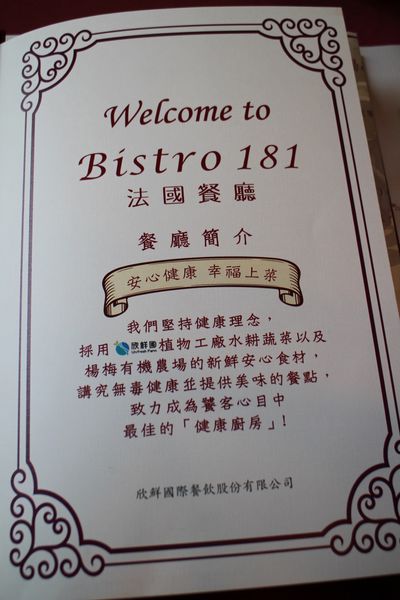 Welcome to
Bistro 181
法國餐廳
餐廳簡介
安心健康 幸福上菜
我們堅持健康理念，
採用 欣鮮園 植物工廠水耕蔬菜以及
楊梅有機農場的新鮮安心食材，
講究無毒健康並提供美味的餐點，
致力成為饕客心目中
最佳的「健康廚房」!
欣鮮國際餐飲股份有限公司